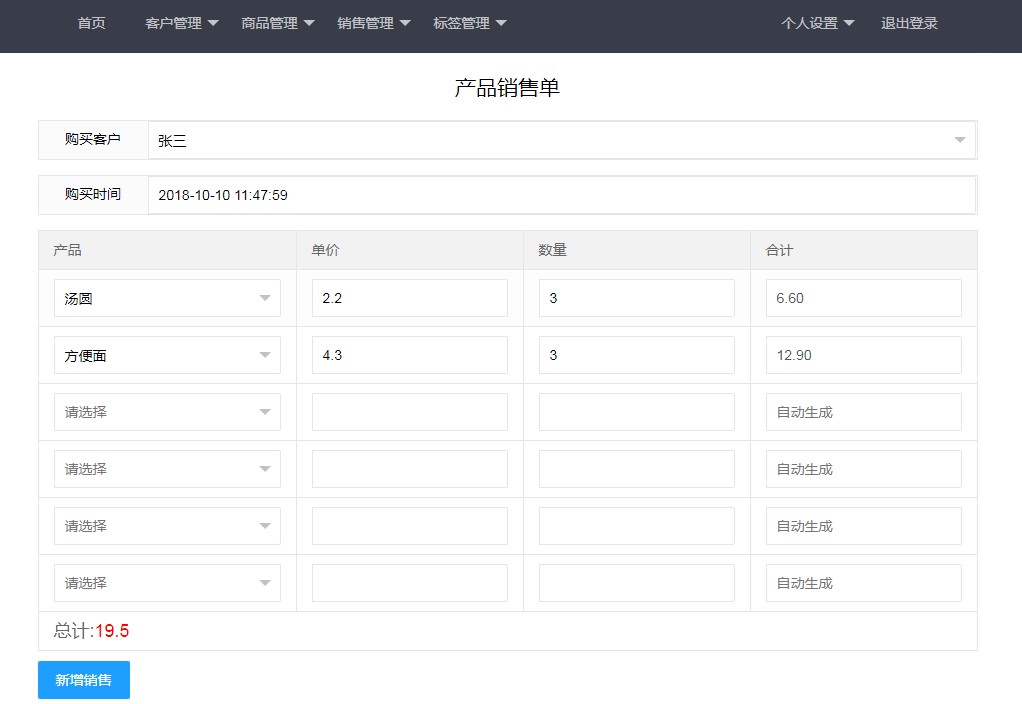 首页 客户管理 商品管理 销售管理 标签管理 个人设置 退出登录
产品销售单
购买客户 张三
购买时间 2018-10-10 11:47:59
产品 单价 数量 合计
汤圆 2.2 3 6.60
方便面 4.3 3 12.90
请选择 自动生成
请选择 自动生成
请选择 自动生成
请选择 自动生成
总计:19.5
新增销售